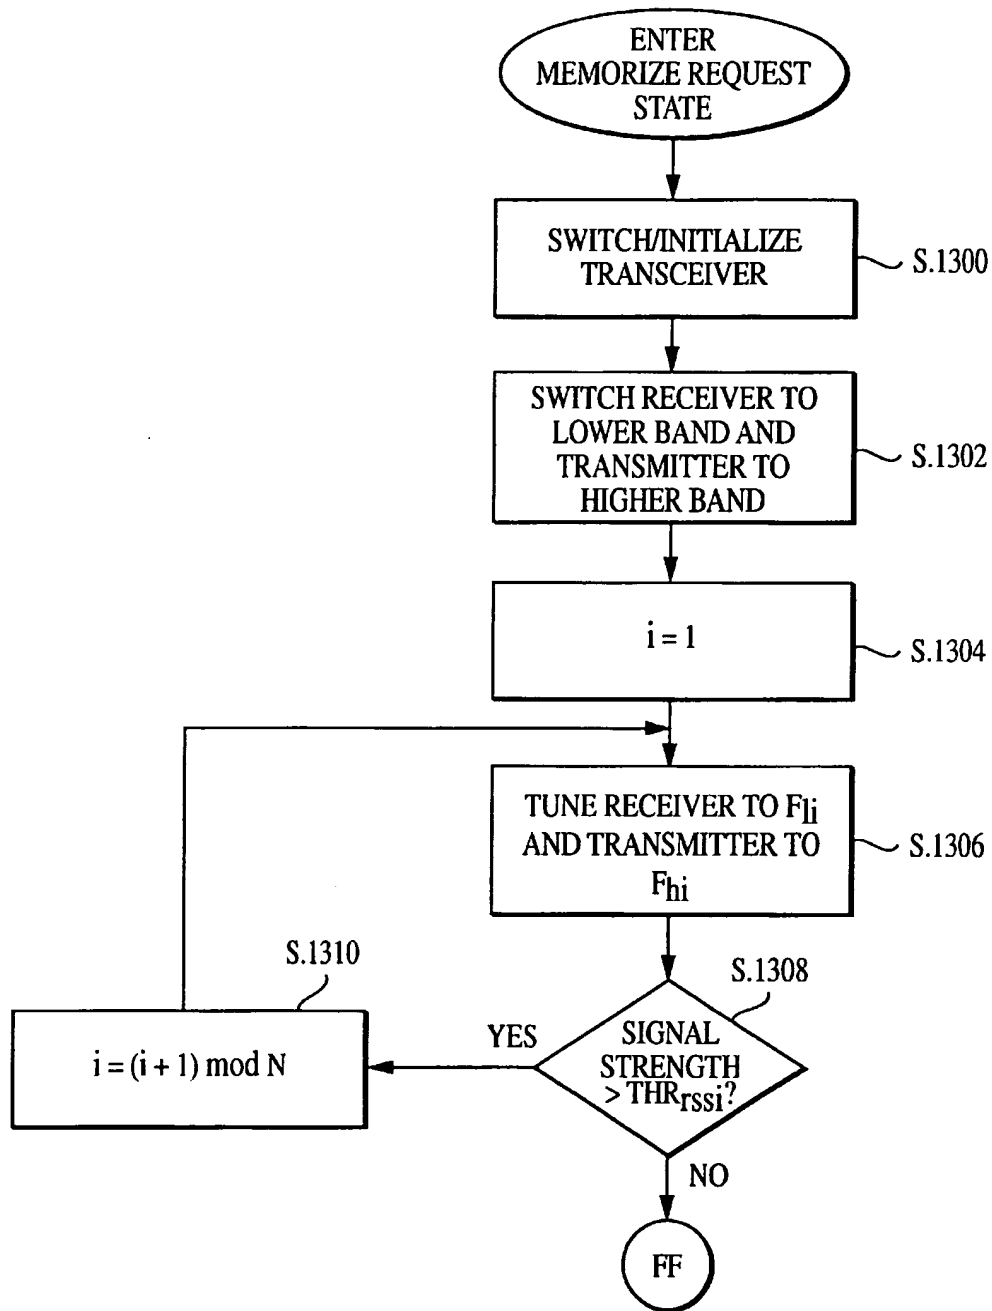 ENTER
MEMORIZE REQUEST
STATE
SWITCH/INITIALIZE
TRANSCEIVER
S.1300
SWITCH RECEIVER TO
LOWER BAND AND
TRANSMITTER TO
HIGHER BAND
S.1302
i = 1
S.1304
TUNE RECEIVER TO Fli
AND TRANSMITTER TO
Fhi
S.1306
S.1310
i = (i + 1) mod N
S.1308
YES
SIGNAL
STRENGTH
> THRrssi?
NO
FF